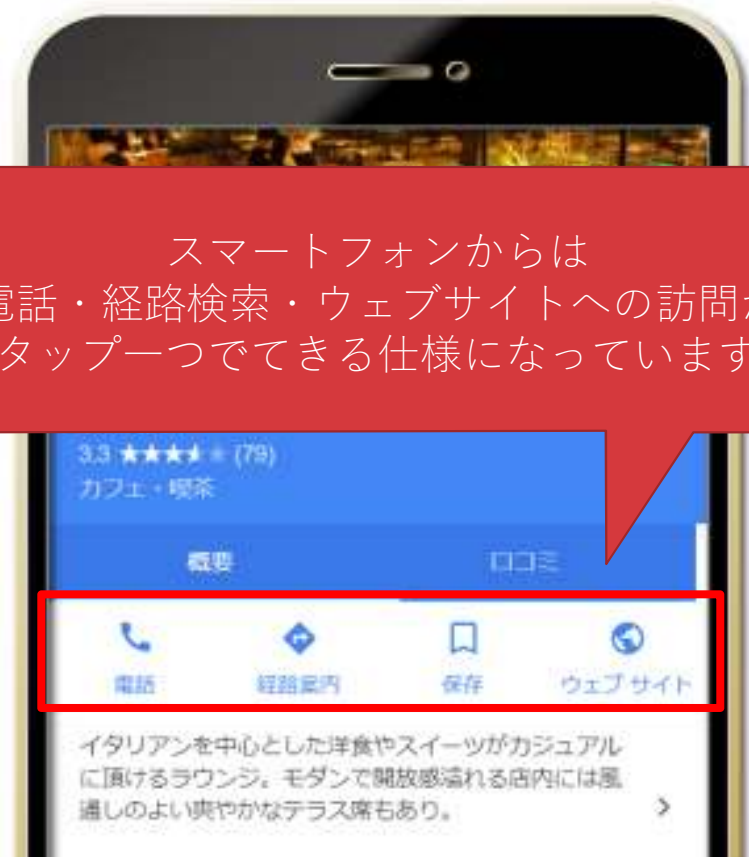 スマートフォンからは
電話・経路検索・ウェブサイトへの訪問が
タップ一つでてきる仕様になっています
3.3 ★★★★★ (79)
カフェ・喫茶
概要 口コミ
電話 経路案内 保存 ウェブ サイト
イタリアンを中心とした洋食やスイーツがカジュアル
に頂けるラウンジ。モダンで開放感溢れる店内には風
通しのよい爽やかなテラス席もあり。